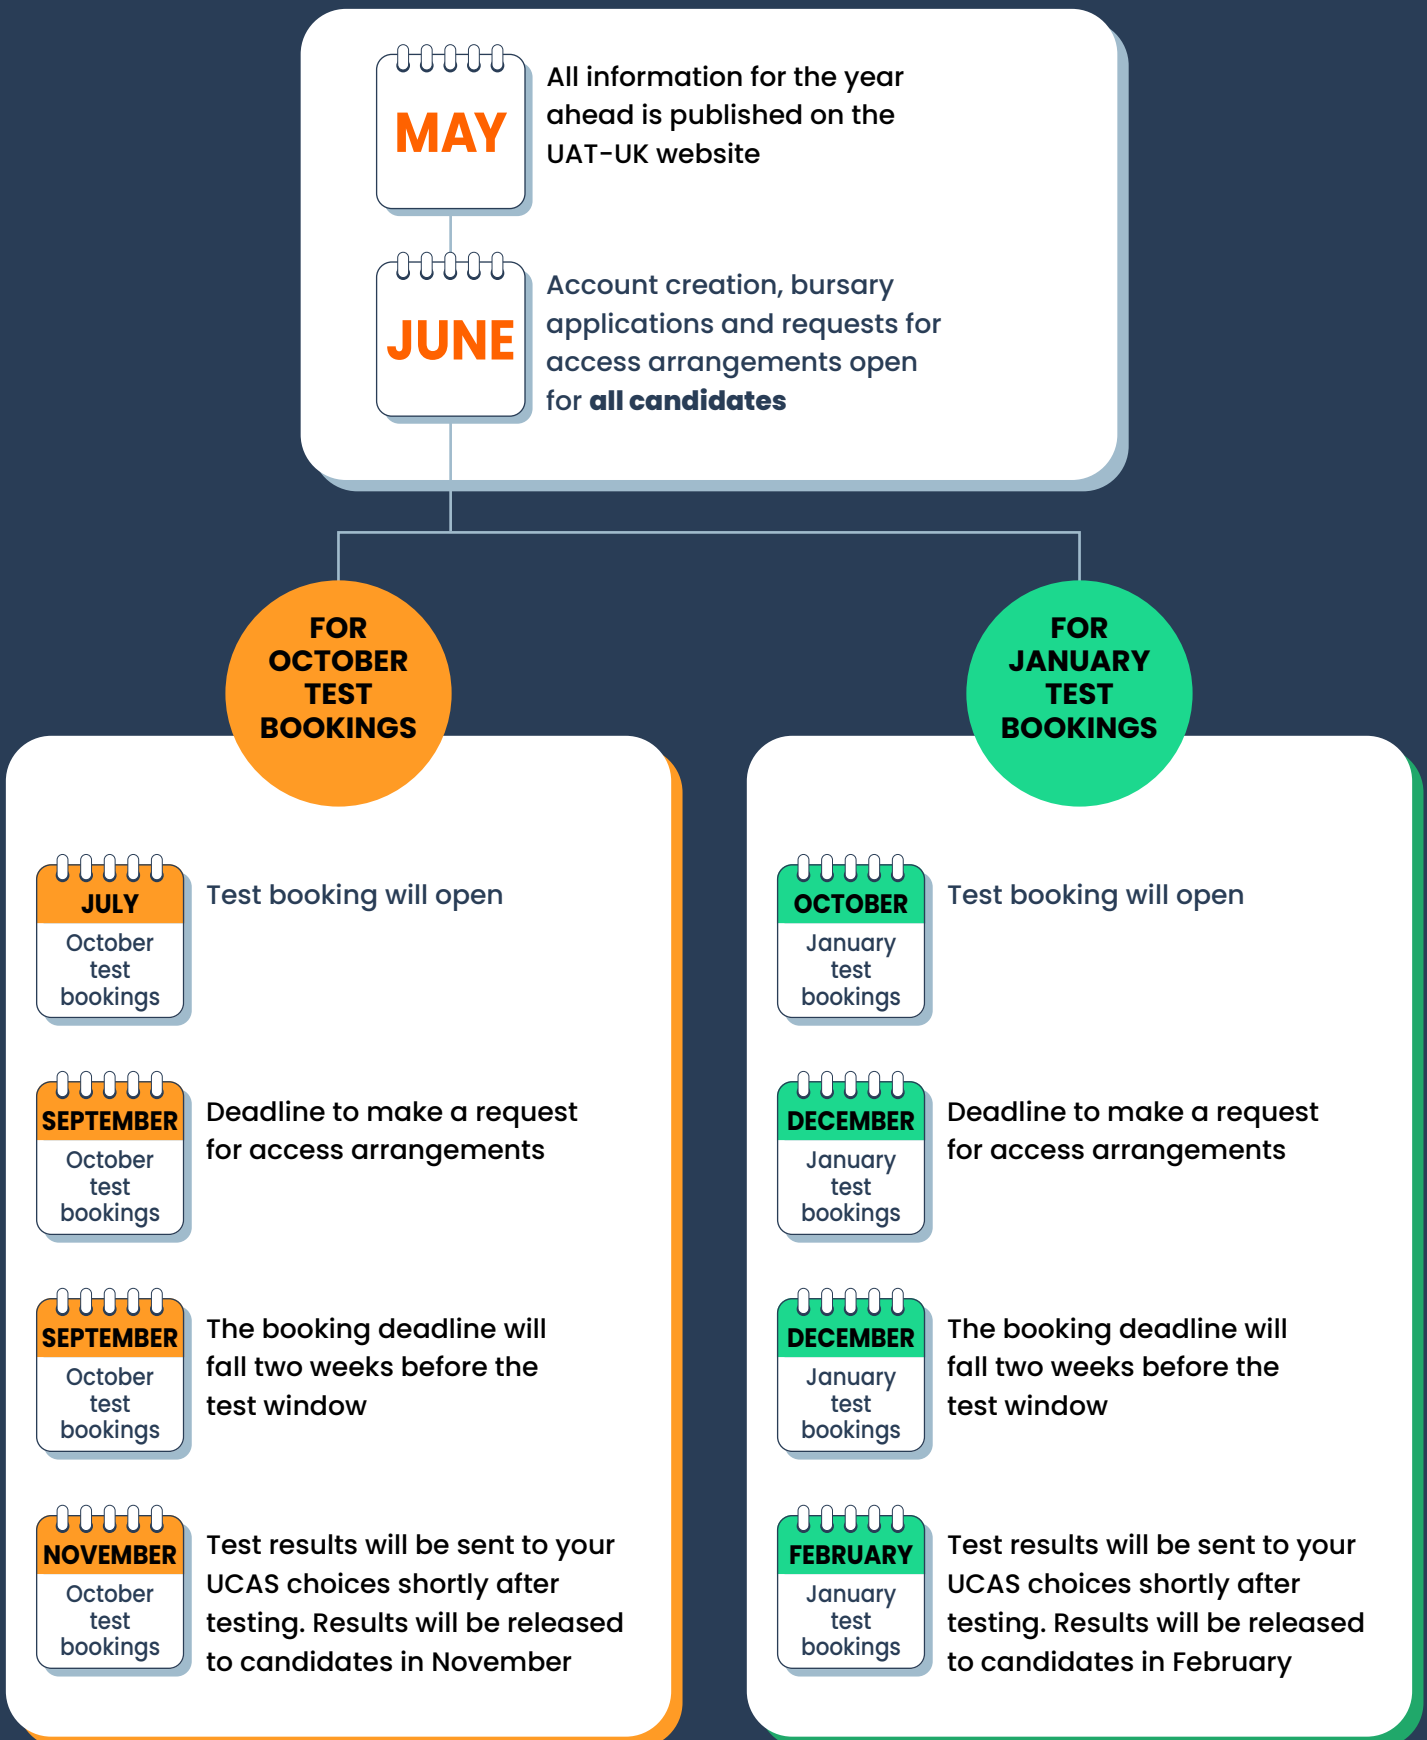 MAY
All information for the year
ahead is published on the
UAT-UK website
JUNE
Account creation, bursary
applications and requests for
access arrangements open
for all candidates
FOR
OCTOBER
TEST
BOOKINGS
JULY
October
test
bookings
Test booking will open
SEPTEMBER
October
test
bookings
Deadline to make a request
for access arrangements
SEPTEMBER
October
test
bookings
The booking deadline will
fall two weeks before the
test window
NOVEMBER
October
test
bookings
Test results will be sent to your
UCAS choices shortly after
testing. Results will be released
to candidates in November
FOR
JANUARY
TEST
BOOKINGS
OCTOBER
January
test
bookings
Test booking will open
DECEMBER
January
test
bookings
Deadline to make a request
for access arrangements
DECEMBER
January
test
bookings
The booking deadline will
fall two weeks before the
test window
FEBRUARY
January
test
bookings
Test results will be sent to your
UCAS choices shortly after
testing. Results will be released
to candidates in February